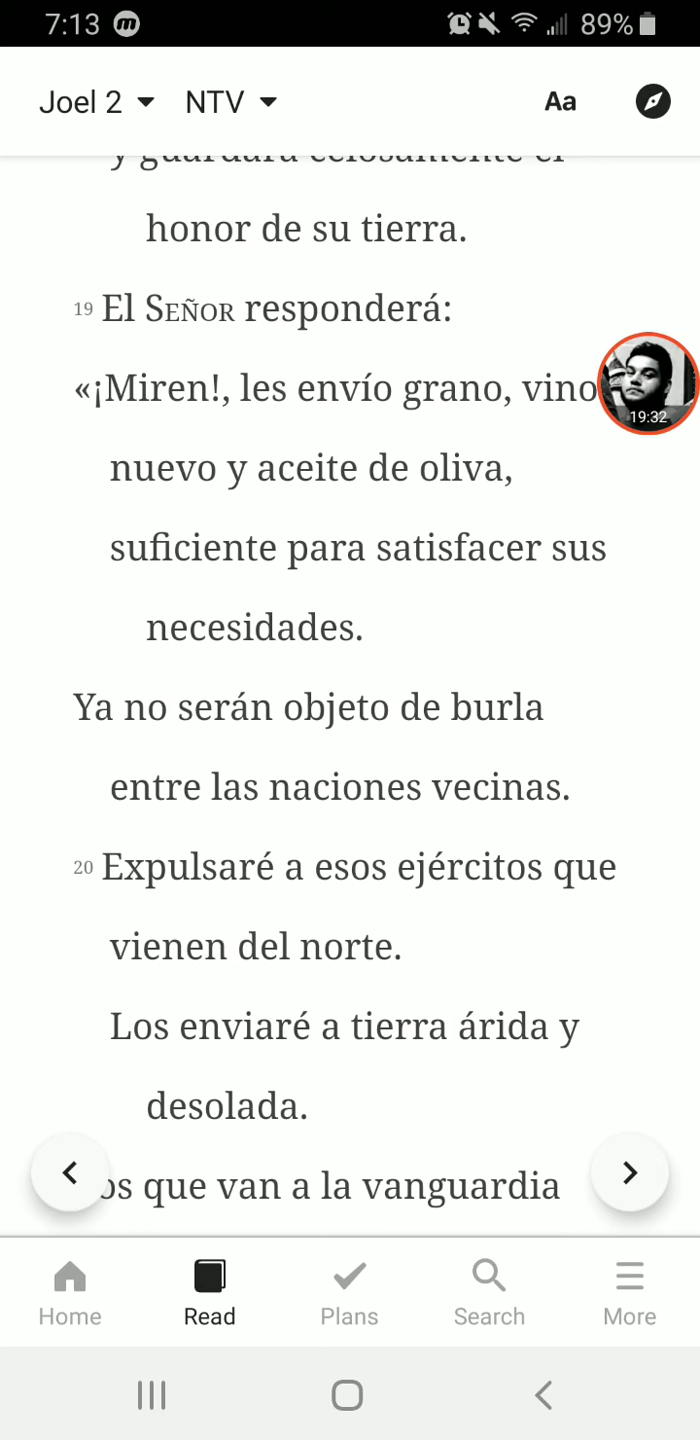 7:13 m 89%
Joel 2 NTV Aa
y guardará celosamente el
honor de su tierra.
19 El SEÑOR responderá:
«¡Miren!, les envío grano, vino
19:32
nuevo y aceite de oliva,
suficiente para satisfacer sus
necesidades.
Ya no serán objeto de burla
entre las naciones vecinas.
20 Expulsaré a esos ejércitos que
vienen del norte.
Los enviaré a tierra árida y
desolada.
os que van a la vanguardia
Home Read Plans Search More